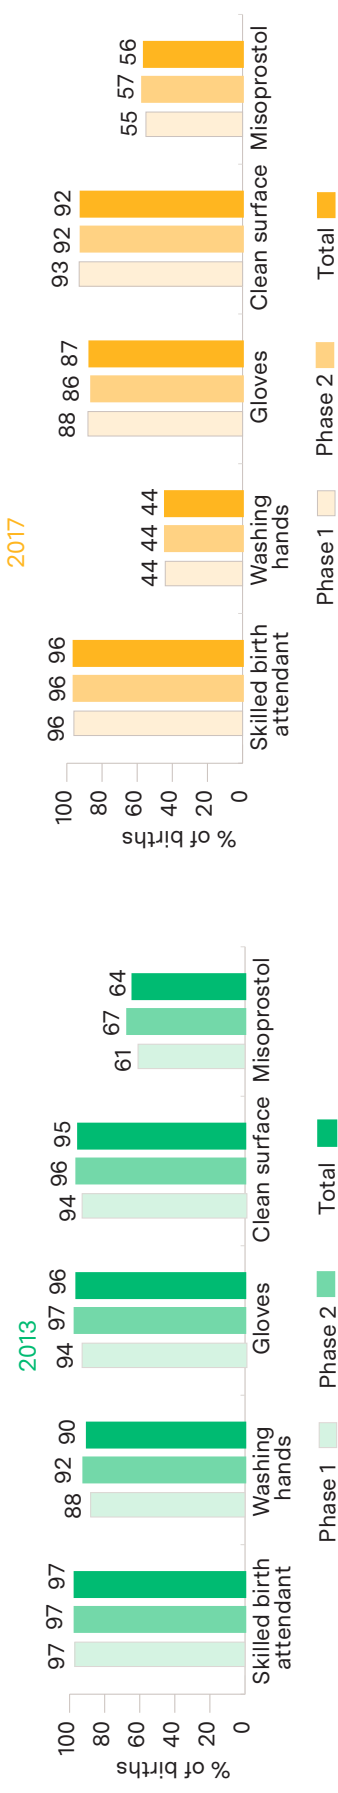 2013
% of births
100
80
60
40
20
0
97 97 97
88 92 90
94 97 96
94 96 95
61 67 64
Skilled birth
attendant
Washing
hands
Gloves
Clean surface
Misoprostol
Phase 1 Phase 2 Total
2017
% of births
100
80
60
40
20
0
96 96 96
44 44 44
88 86 87
93 92 92
55 57 56
Skilled birth
attendant
Washing
hands
Gloves
Clean surface
Misoprostol
Phase 1 Phase 2 Total